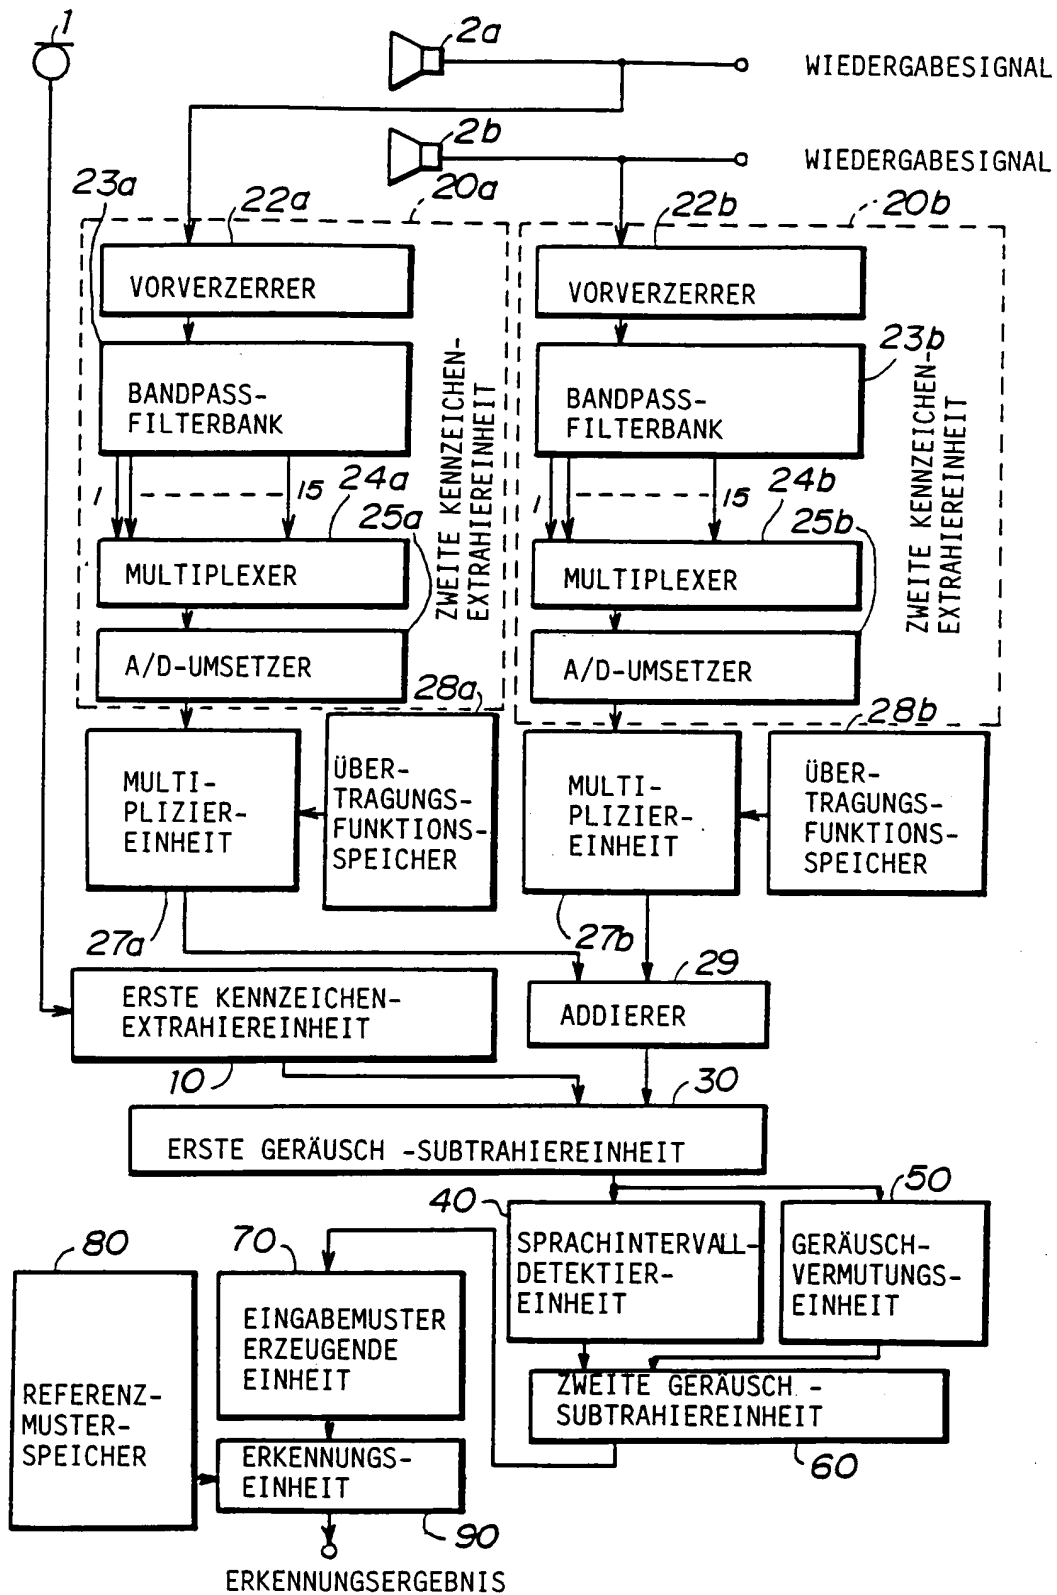 1
2a
WIEDERGABESIGNAL
2b
WIEDERGABESIGNAL
20a
23a
22a
22b
20b
VORVERZERRER
VORVERZERRER
23b
BANDPASS-
FILTERBANK
BANDPASS-
FILTERBANK
ZWEITE KENNZEICHEN-
EXTRAHIEREINHEIT
ZWEITE KENNZEICHEN-
EXTRAHIEREINHEIT
1
15
24a
1
15
24b
25a
25b
MULTIPLEXER
MULTIPLEXER
A/D-UMSETZER
A/D-UMSETZER
28a
28b
MULTI-
PLIZIER-
EINHEIT
ÜBER-
TRAGUNGS-
FUNKTIONS-
SPEICHER
MULTI-
PLIZIER-
EINHEIT
ÜBER-
TRAGUNGS-
FUNKTIONS-
SPEICHER
27a
27b
29
ERSTE KENNZEICHEN-
EXTRAHIEREINHEIT
ADDIERER
10
30
ERSTE GERÄUSCH -SUBTRAHIEREINHEIT
40
50
SPRACHINTERVALL-
DETEKTIER-
EINHEIT
GERÄUSCH-
VERMUTUNGS-
EINHEIT
80
70
EINGABEMUSTER
ERZEUGENDE
EINHEIT
ZWEITE GERÄUSCH -
SUBTRAHIEREINHEIT
60
REFERENZ-
MUSTER-
SPEICHER
ERKENNUNGS-
EINHEIT
90
ERKENNUNGSERGEBNIS